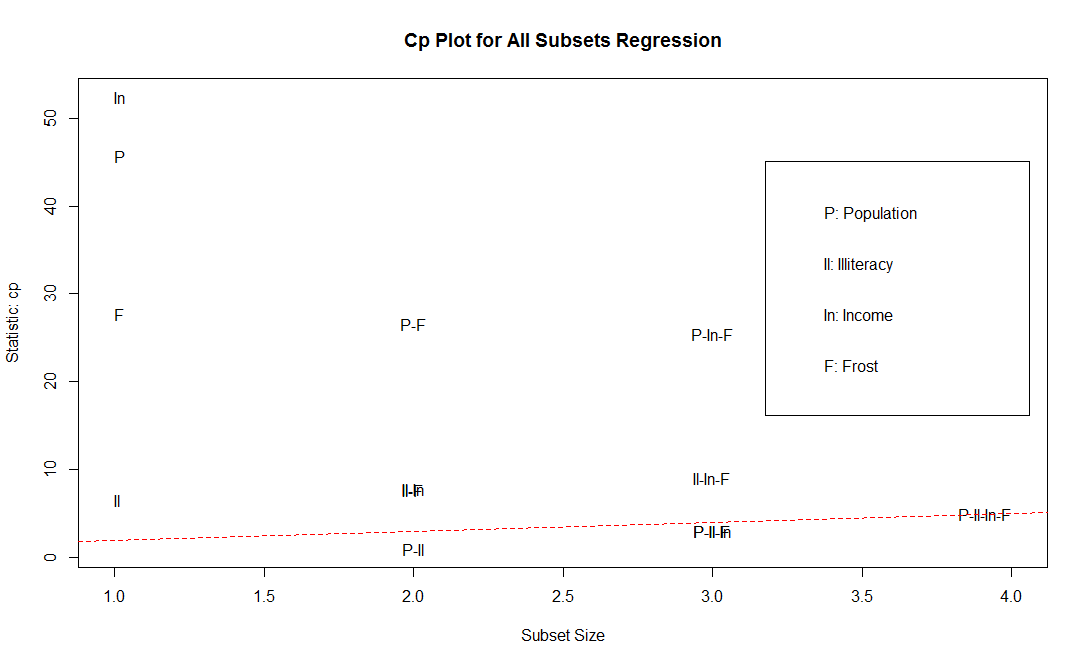 Cp Plot for All Subsets Regression
Statistic: cp
50
40
30
20
10
0
In
P
F
Il
P-F
Il-In
Il-F
P-Il
P-In-F
Il-In-F
P-Il-In
P-Il-F
P-Il-In-F
P: Population
Il: Illiteracy
In: Income
F: Frost
1.0 1.5 2.0 2.5 3.0 3.5 4.0
Subset Size